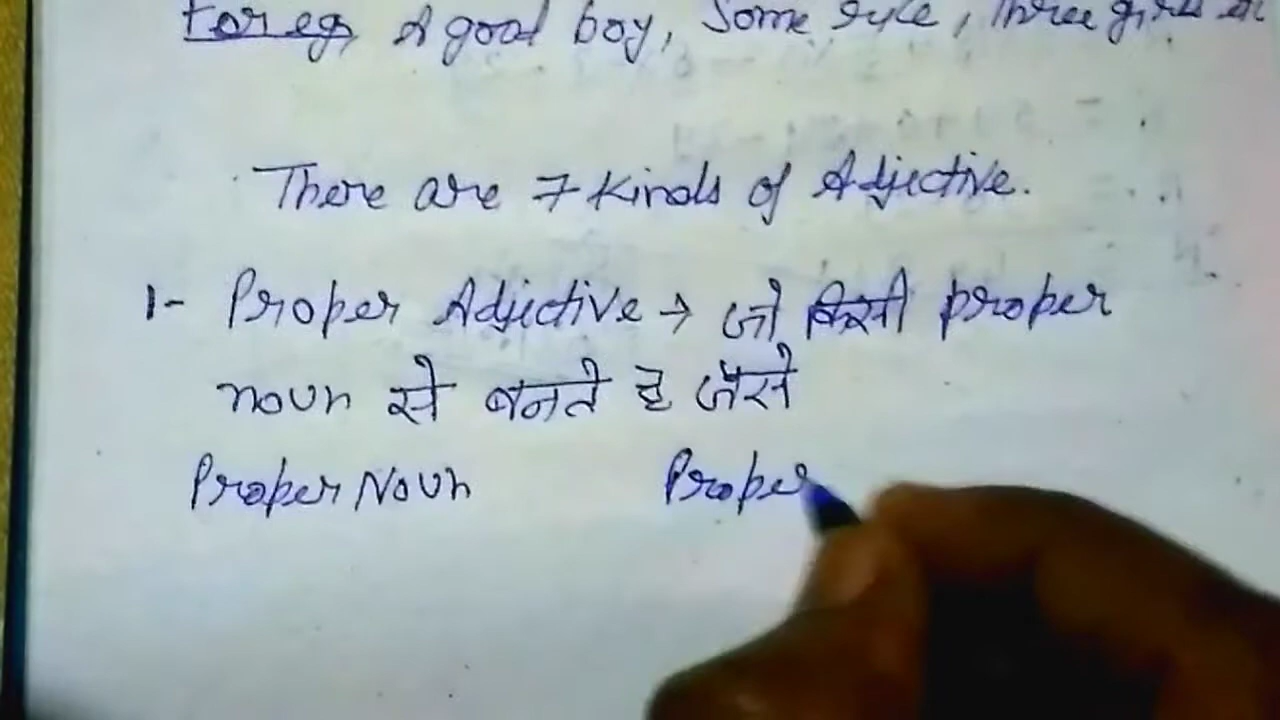 For eg, A good boy, Some, Three girls
There are 7 Kinds of Adjective.
1- Proper Adjective → जो किसी proper
noun से बनते है जैसे
Proper Noun Proper